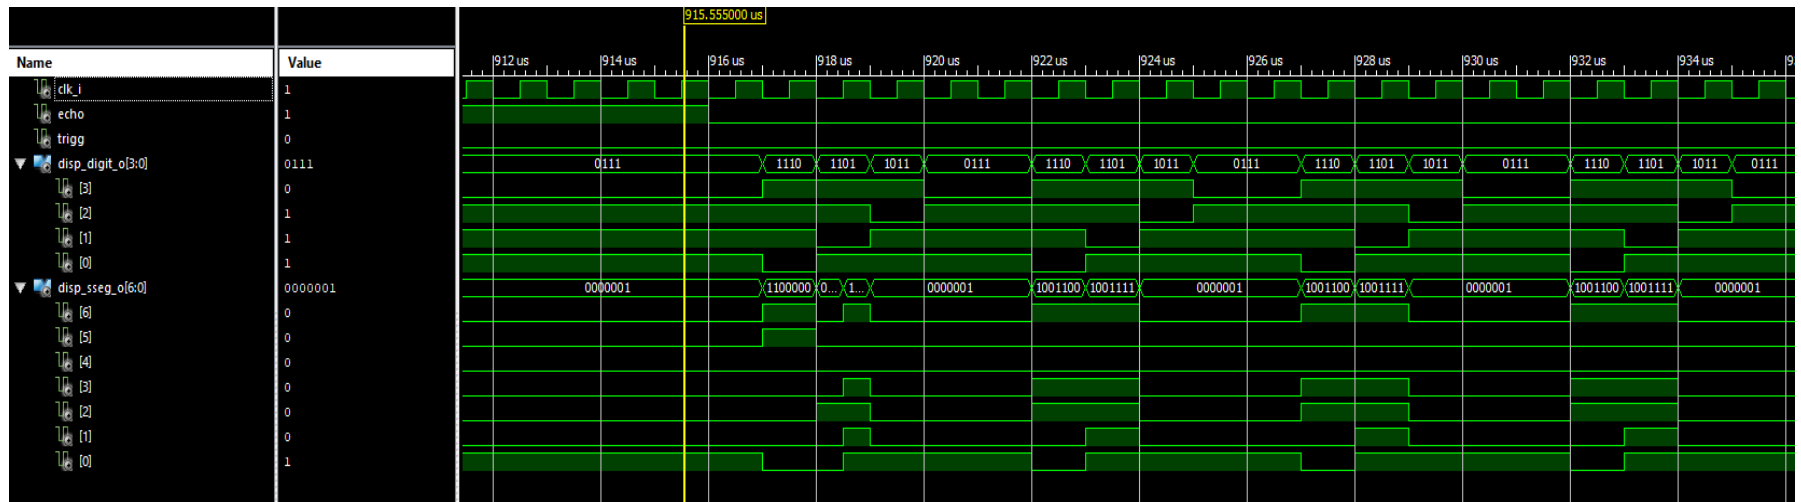 915.555000 us
Name Value 912 us 914 us 916 us 918 us 920 us 922 us 924 us 926 us 928 us 930 us 932 us 934 us
clk_i 1
echo 1
trigg 0
disp_digit_o[3:0] 0111 0111 1110 1101 1011 0111 1110 1101 1011 0111 1110 1101 1011 0111 1110 1101 1011 0111
[3] 0
[2] 1
[1] 1
[0] 1
disp_sseg_o[6:0] 0000001 0000001 1100000 0... 1... 0000001 1001100 1001111 0000001 1001100 1001111 0000001 1001100 1001111 0000001
[6] 0
[5] 0
[4] 0
[3] 0
[2] 0
[1] 0
[0] 1